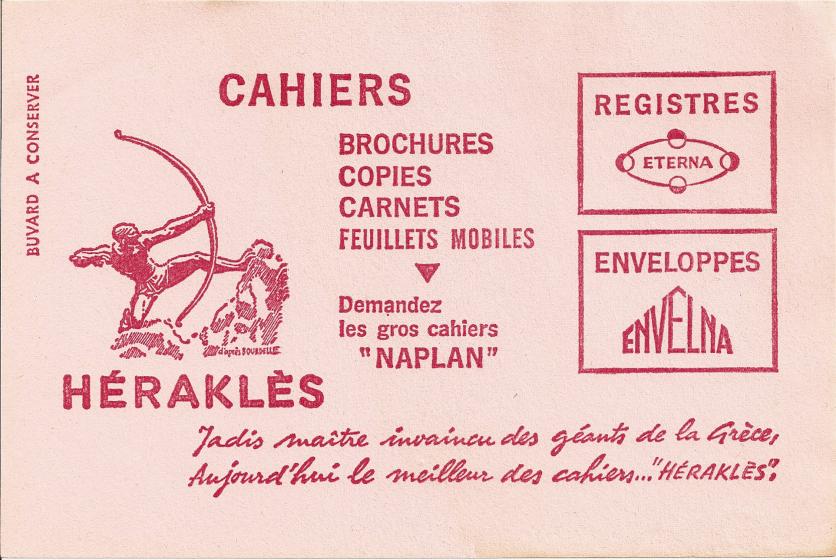 BUVARD A CONSERVER
CAHIERS
BROCHURES
COPIES
CARNETS
FEUILLETS MOBILES
Demandez
les gros cahiers
"NAPLAN"
d'après BOURDELLE
HÉRAKLÈS
REGISTRES
ETERNA
ENVELOPPES
ENVÊLNA
Jadis maître invaincu des géants de la Grèce,
Aujourd'hui le meilleur des cahiers..."HÉRAKLÈS".